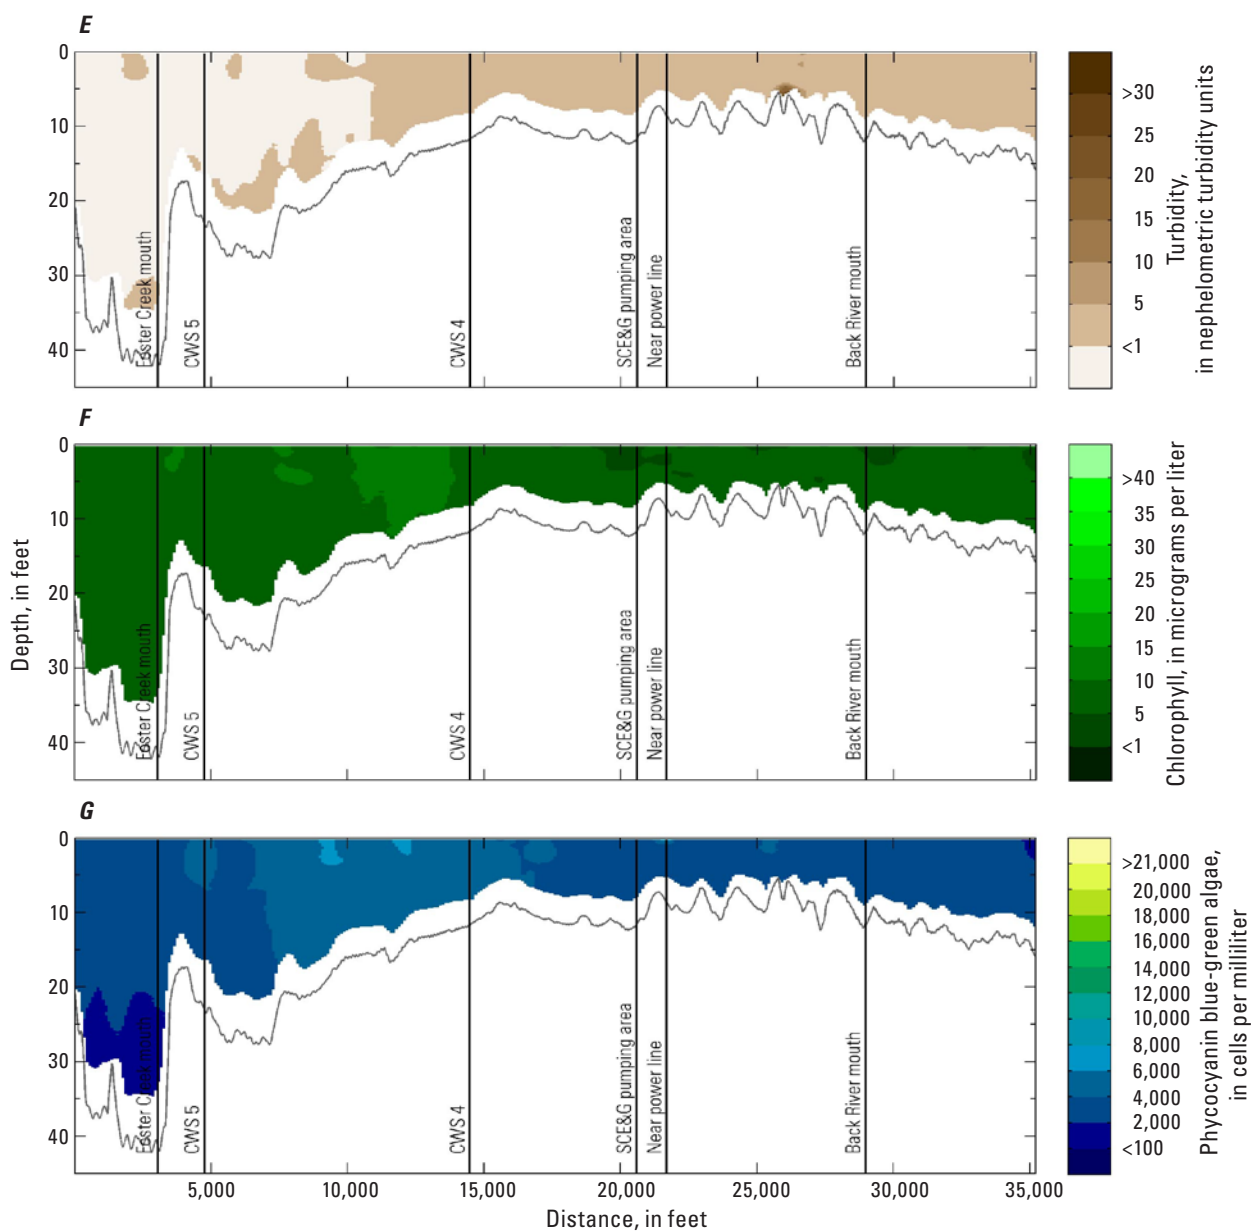 E
0
10
20
30
40
Foster Creek mouth
CWS 5
CWS 4
SCE&G pumping area
Near power line
Back River mouth
>30
25
20
15
10
5
<1
Turbidity,
in nephelometric turbidity units
F
Depth, in feet
0
10
20
30
40
Foster Creek mouth
CWS 5
CWS 4
SCE&G pumping area
Near power line
Back River mouth
>40
35
30
25
20
15
10
5
<1
Chlorophyll, in micrograms per liter
G
0
10
20
30
40
Foster Creek mouth
CWS 5
CWS 4
SCE&G pumping area
Near power line
Back River mouth
5,000
10,000
15,000
20,000
25,000
30,000
35,000
Distance, in feet
>21,000
20,000
18,000
16,000
14,000
12,000
10,000
8,000
6,000
4,000
2,000
<100
Phycocyanin blue-green algae,
in cells per milliliter